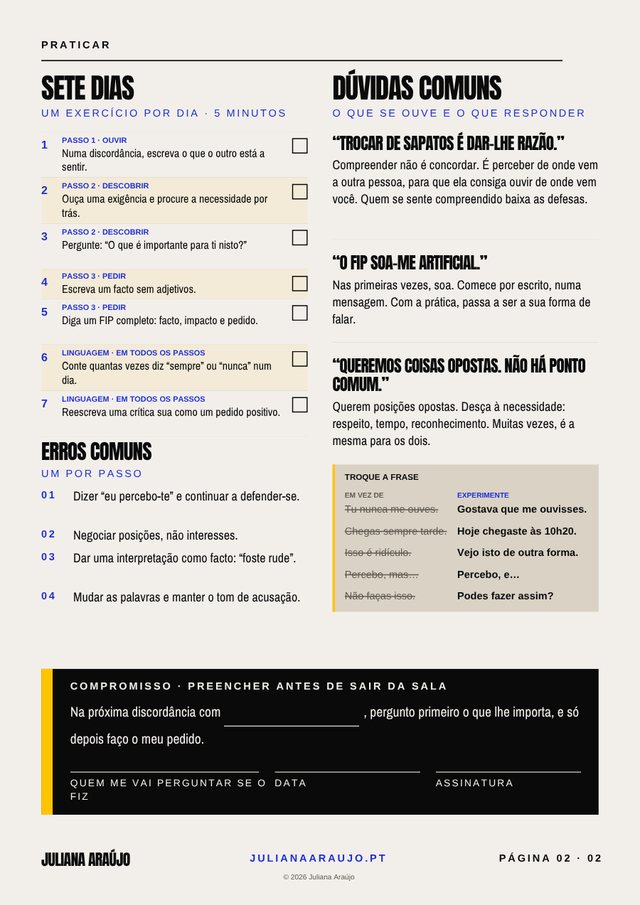 PRATICAR
SETE DIAS
UM EXERCÍCIO POR DIA · 5 MINUTOS
1
PASSO 1 · OUVIR
Numa discordância, escreva o que o outro está a
sentir.
2
PASSO 2 · DESCOBRIR
Ouça uma exigência e procure a necessidade por
trás.
3
PASSO 2 · DESCOBRIR
Pergunte: “O que é importante para ti nisto?”
4
PASSO 3 · PEDIR
Escreva um facto sem adjetivos.
5
PASSO 3 · PEDIR
Diga um FIP completo: facto, impacto e pedido.
6
LINGUAGEM · EM TODOS OS PASSOS
Conte quantas vezes diz “sempre” ou “nunca” num
dia.
7
LINGUAGEM · EM TODOS OS PASSOS
Reescreva uma crítica sua como um pedido positivo.
ERROS COMUNS
UM POR PASSO
01 Dizer “eu percebo-te” e continuar a defender-se.
02 Negociar posições, não interesses.
03 Dar uma interpretação como facto: “foste rude”.
04 Mudar as palavras e manter o tom de acusação.
DÚVIDAS COMUNS
O QUE SE OUVE E O QUE RESPONDER
“TROCAR DE SAPATOS É DAR-LHE RAZÃO.”
Compreender não é concordar. É perceber de onde vem
a outra pessoa, para que ela consiga ouvir de onde vem
você. Quem se sente compreendido baixa as defesas.
“O FIP SOA-ME ARTIFICIAL.”
Nas primeiras vezes, soa. Comece por escrito, numa
mensagem. Com a prática, passa a ser a sua forma de
falar.
“QUEREMOS COISAS OPOSTAS. NÃO HÁ PONTO
COMUM.”
Querem posições opostas. Desça à necessidade:
respeito, tempo, reconhecimento. Muitas vezes, é a
mesma para os dois.
TROQUE A FRASE
EM VEZ DE EXPERIMENTE
Tu nunca me ouves. Gostava que me ouvisses.
Chegas sempre tarde. Hoje chegaste às 10h20.
Isso é ridículo. Vejo isto de outra forma.
Percebo, mas… Percebo, e…
Não faças isso. Podes fazer assim?
COMPROMISSO · PREENCHER ANTES DE SAIR DA SALA
Na próxima discordância com , pergunto primeiro o que lhe importa, e só
depois faço o meu pedido.
QUEM ME VAI PERGUNTAR SE O DATA ASSINATURA
FIZ
JULIANA ARAÚJO JULIANAARAUJO.PT PÁGINA 02 · 02
© 2026 Juliana Araújo